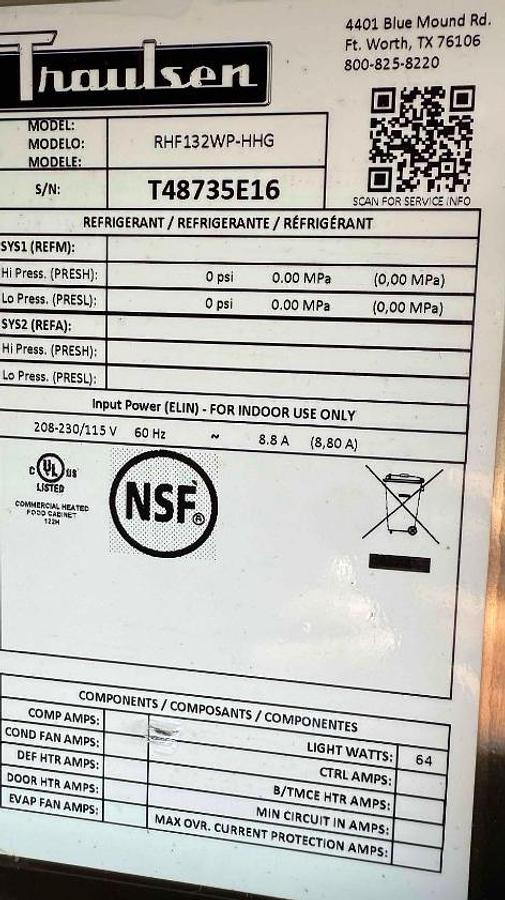 Traulsen
4401 Blue Mound Rd.
Ft. Worth, TX 76106
800-825-8220
MODEL:
MODELO:
MODELE:
RHF132WP-HHG
S/N:
T48735E16
SCAN FOR SERVICE INFO
REFRIGERANT / REFRIGERANTE / RÉFRIGÉRANT
SYS1 (REFM):
Hi Press. (PRESH): 0 psi 0.00 MPa (0,00 MPa)
Lo Press. (PRESL): 0 psi 0.00 MPa (0,00 MPa)
SYS2 (REFA):
Hi Press. (PRESH):
Lo Press. (PRESL):
Input Power (ELIN) - FOR INDOOR USE ONLY
208-230/115 V 60 Hz ~ 8.8 A (8,80 A)
C UL US
LISTED
COMMERCIAL HEATED
FOOD CABINET
122H
NSF®
COMPONENTS / COMPOSANTS / COMPONENTES
COMP AMPS:
COND FAN AMPS:
DEF HTR AMPS:
DOOR HTR AMPS:
EVAP FAN AMPS:
LIGHT WATTS: 64
CTRL AMPS:
B/TMCE HTR AMPS:
MIN CIRCUIT IN AMPS:
MAX OVR. CURRENT PROTECTION AMPS: